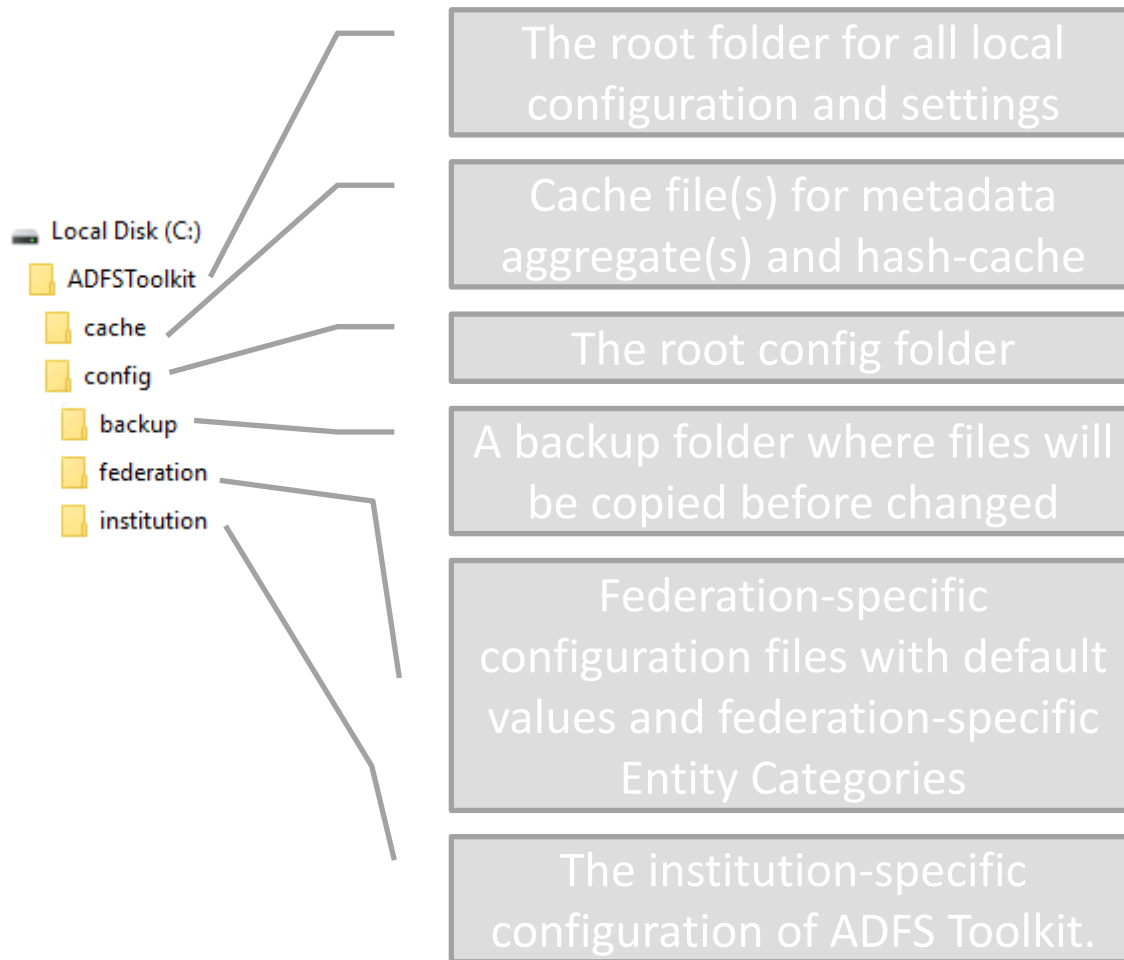 Local Disk (C:)
ADFSToolkit
cache
config
backup
federation
institution
The root folder for all local
configuration and settings
Cache file(s) for metadata
aggregate(s) and hash-cache
The root config folder
A backup folder where files will
be copied before changed
Federation-specific
configuration files with default
values and federation-specific
Entity Categories
The institution-specific
configuration of ADFS Toolkit.